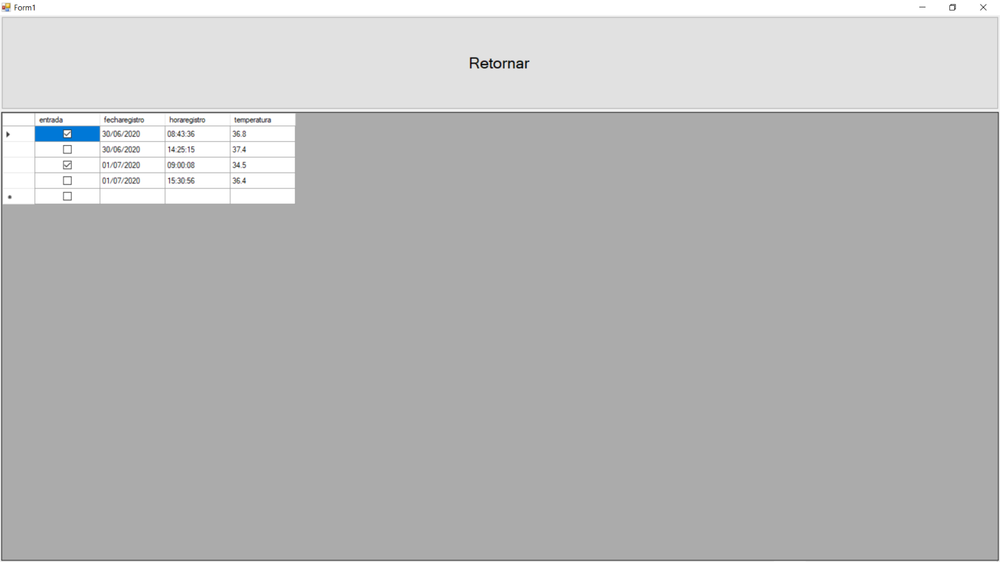 Form1
Retornar
entrada fecharegistro horaregistro temperatura
30/06/2020 08:43:36 36.8
30/06/2020 14:25:15 37.4
01/07/2020 09:00:08 34.5
01/07/2020 15:30:56 36.4